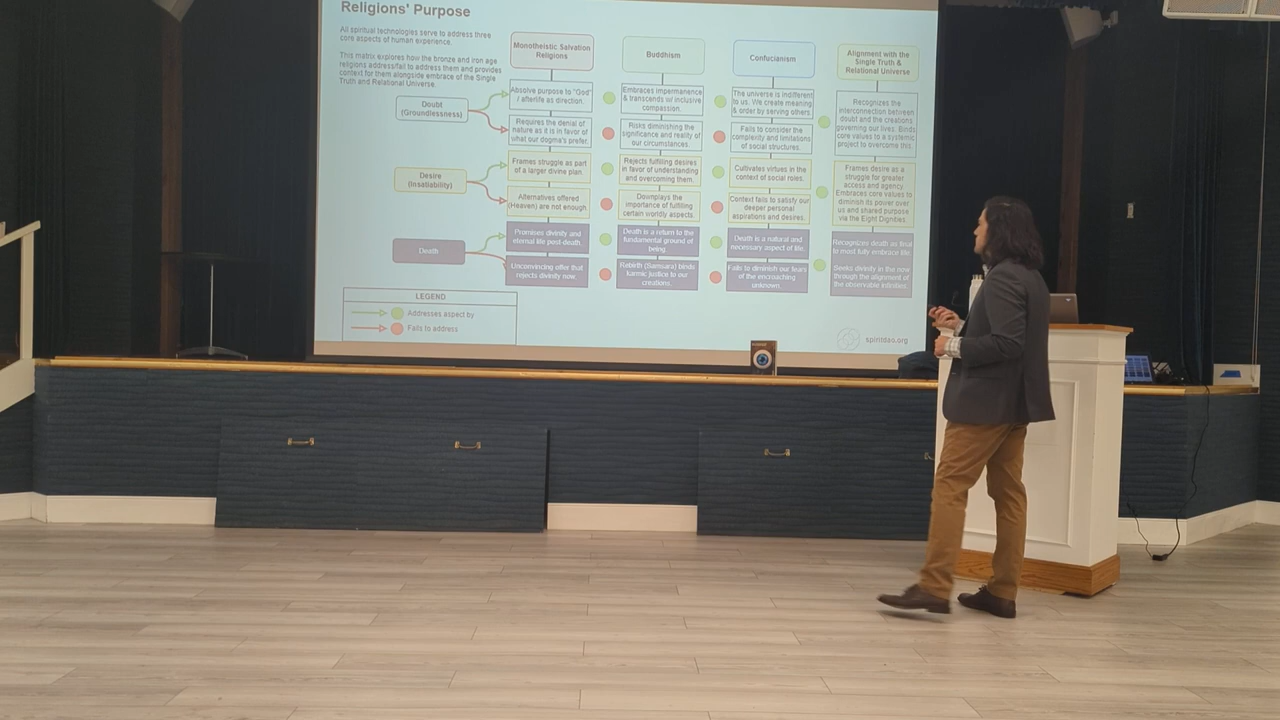 Religions' Purpose
All spiritual technologies serve to address three
core aspects of human experience.
This matrix explores how the bronze and iron age
religions address/fail to address them and provides
context for them alongside embrace of the Single
Truth and Relational Universe.
Monotheistic Salvation
Religions
Buddhism
Confucianism
Alignment with the
Single Truth &
Relational Universe
Doubt
(Groundlessness)
Absolve purpose to "God"
/ afterlife as direction.
Embraces impermanence
& transcends w/ inclusive
compassion.
The universe is indifferent
to us. We create meaning
& order by serving others.
Recognizes the
interconnection between
doubt and the creations
governing our lives. Binds
core values to a systemic
project to overcome this.
Requires the denial of
nature as it is in favor of
what our dogma's prefer.
Risks diminishing the
significance and reality of
our circumstances.
Fails to consider the
complexity and limitations
of social structures.
Desire
(Insatiability)
Frames struggle as part
of a larger divine plan.
Rejects fulfilling desires
in favor of understanding
and overcoming them.
Cultivates virtues in the
context of social roles.
Frames desire as a
struggle for greater
access and agency.
Embraces core values to
diminish its power over
us and shared purpose
via the Eight Dignities.
Alternatives offered
(Heaven) are not enough.
Downplays the
importance of fulfilling
certain worldly aspects.
Context fails to satisfy our
deeper personal
aspirations and desires.
Death
Promises divinity and
eternal life post-death.
Death is a return to the
fundamental ground of
being.
Death is a natural and
necessary aspect of life.
Recognizes death as final
to most fully embrace life.
Seeks divinity in the now
through the alignment of
the observable infinities.
Unconvincing offer that
rejects divinity now.
Rebirth (Samsara) binds
karmic justice to our
creations.
Fails to diminish our fears
of the encroaching
unknown.
LEGEND
Addresses aspect by
Fails to address
spiritdao.org